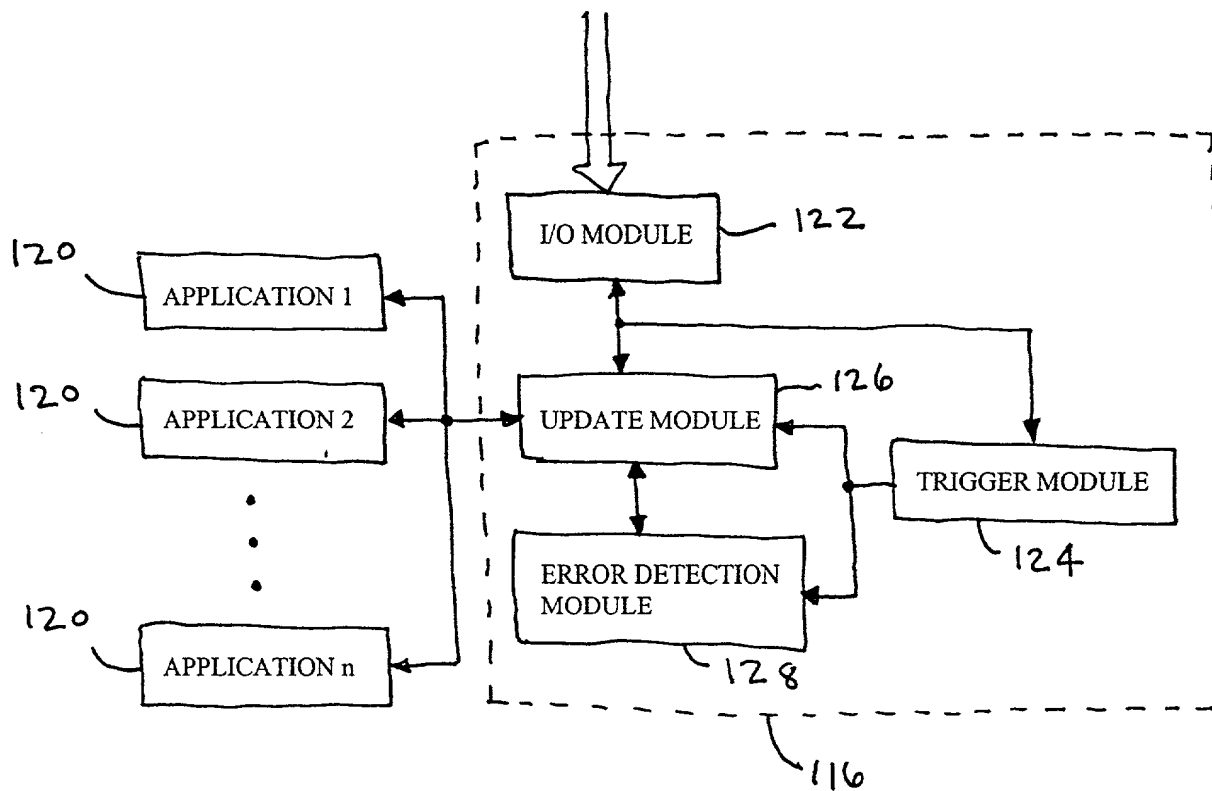 I/O MODULE
122
120
APPLICATION 1
120
APPLICATION 2
126
UPDATE MODULE
TRIGGER MODULE
124
ERROR DETECTION
MODULE
128
120
APPLICATION n
116